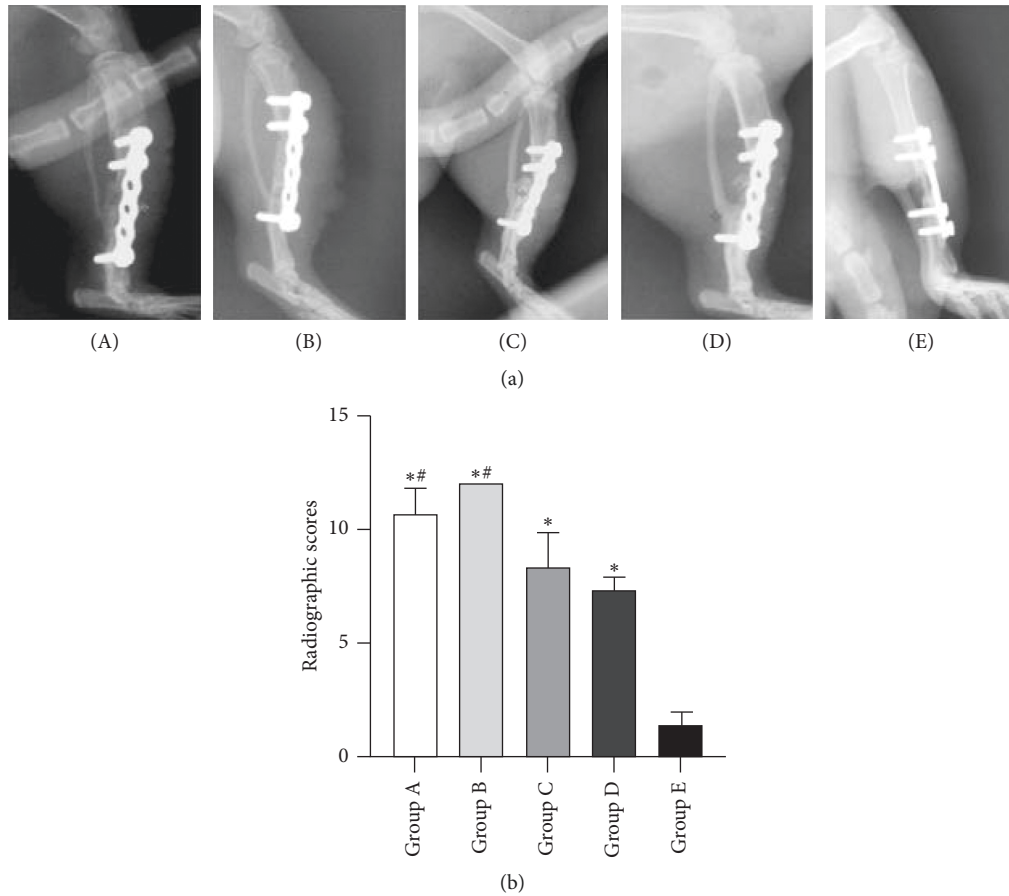 (A) (B) (C) (D) (E)
(a)
15
10
5
0
Radiographic scores
*#
*#
*
*
Group A
Group B
Group C
Group D
Group E
(b)